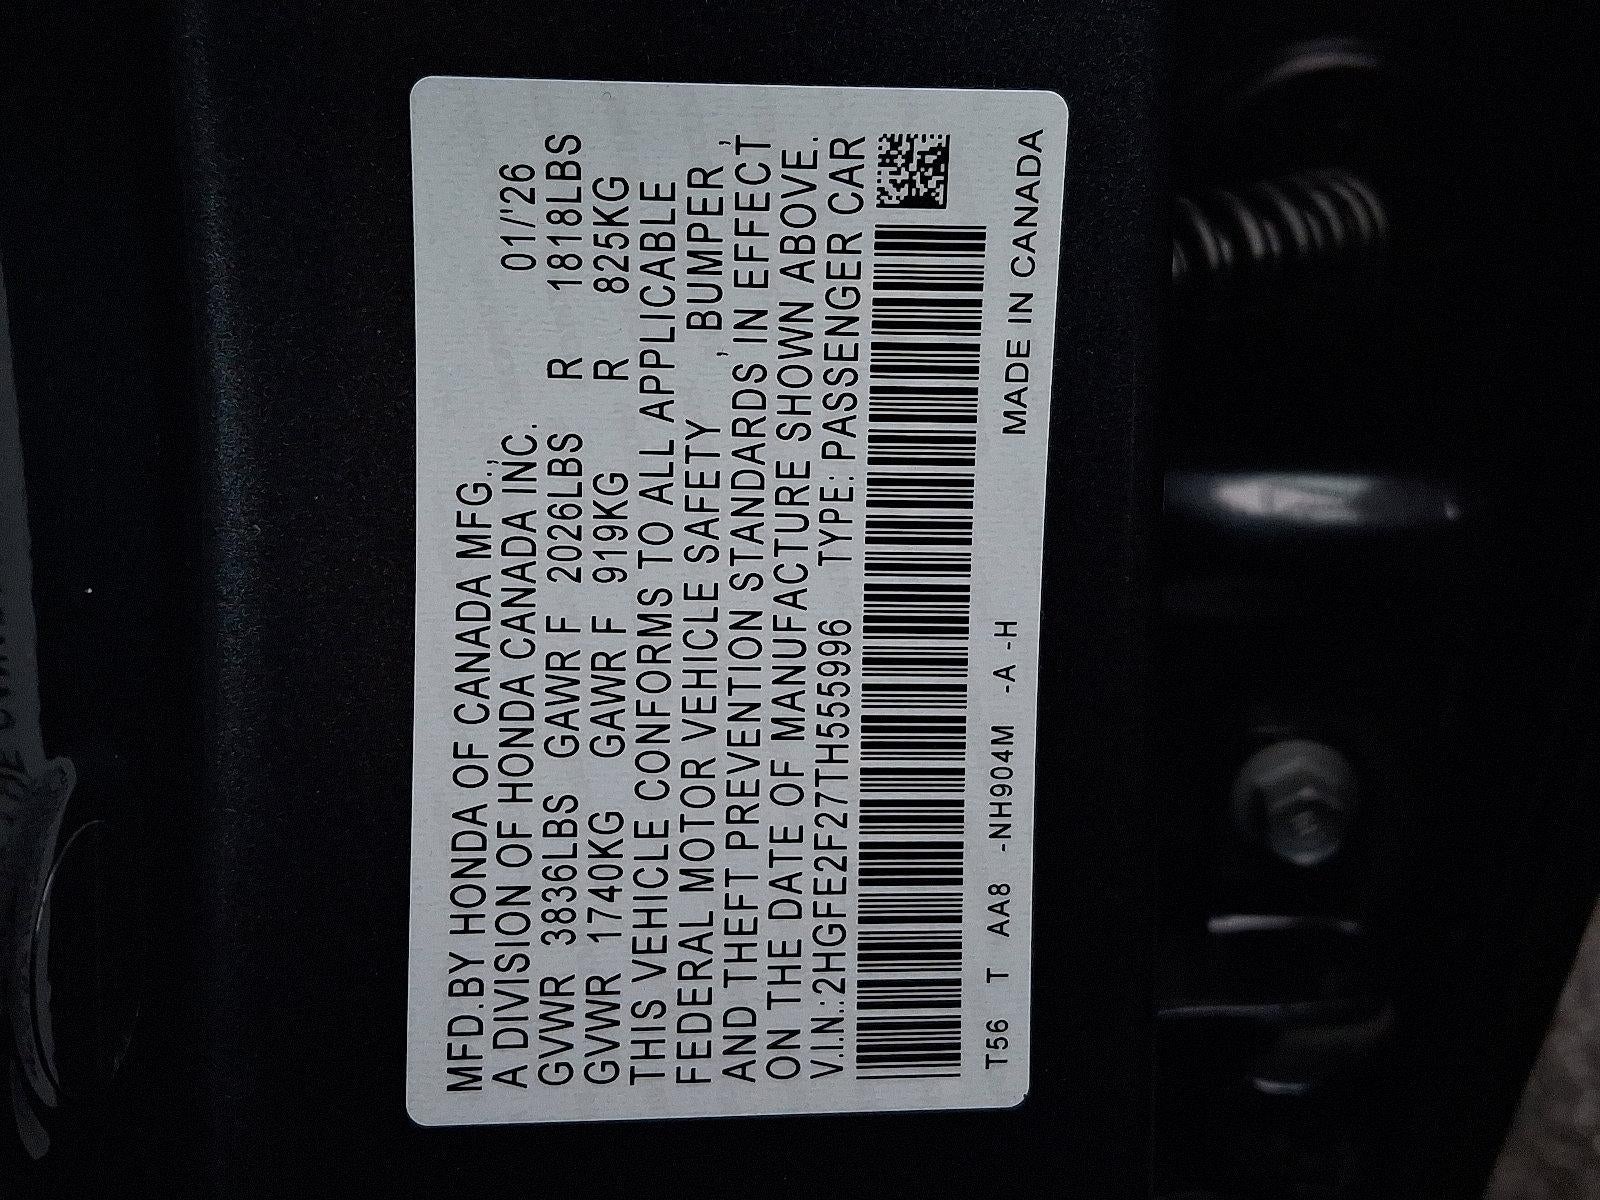 MFD.BY HONDA OF CANADA MFG.,
A DIVISION OF HONDA CANADA INC. 01/'26
GVWR 3836LBS GAWR F 2026LBS R 1818LBS
GVWR 1740KG GAWR F 919KG R 825KG
THIS VEHICLE CONFORMS TO ALL APPLICABLE
FEDERAL MOTOR VEHICLE SAFETY , BUMPER ,
AND THEFT PREVENTION STANDARDS IN EFFECT
ON THE DATE OF MANUFACTURE SHOWN ABOVE.
V.I.N.:2HGFE2F27TH555996 TYPE: PASSENGER CAR
T56 T AA8 -NH904M -A -H MADE IN CANADA